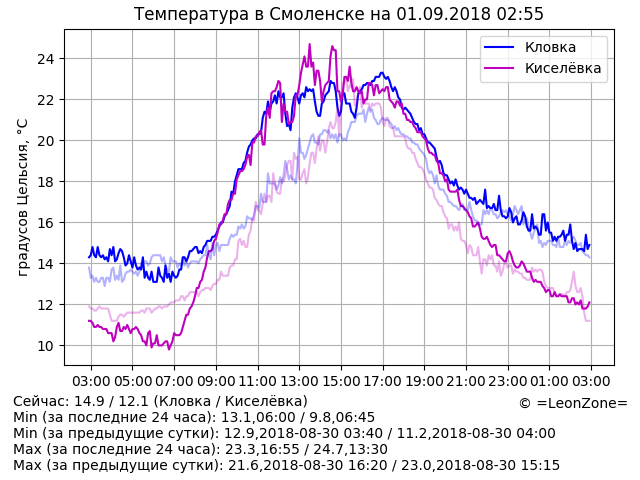 Температура в Смоленске на 01.09.2018 02:55
Кловка
Киселёвка
градусов Цельсия, °C
24
22
20
18
16
14
12
10
03:00 05:00 07:00 09:00 11:00 13:00 15:00 17:00 19:00 21:00 23:00 01:00 03:00
Сейчас: 14.9 / 12.1 (Кловка / Киселёвка)
© =LeonZone=
Min (за последние 24 часа): 13.1,06:00 / 9.8,06:45
Min (за предыдущие сутки): 12.9,2018-08-30 03:40 / 11.2,2018-08-30 04:00
Max (за последние 24 часа): 23.3,16:55 / 24.7,13:30
Max (за предыдущие сутки): 21.6,2018-08-30 16:20 / 23.0,2018-08-30 15:15